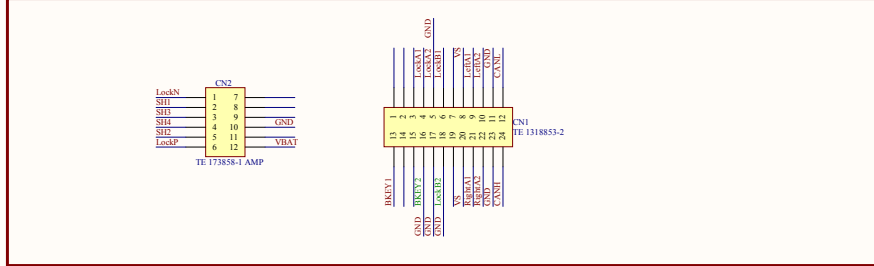 GND
LockA1
LockA2
LockB1
VS
LeftA1
LeftA2
GND
CANL
CN2
LockN 1 7
SH1 2 8
SH3 3 9
SH4 4 10 GND
SH2 5 11
LockP 6 12 VBAT
TE 173858-1 AMP
1 2 3 4 5 6 7 8 9 10 11 12
13 14 15 16 17 18 19 20 21 22 23 24
CN1
TE 1318853-2
BKEY1
BKEY2
LockB2
VS
RightA1
RightA2
GND
CANH
GND
GND
GND